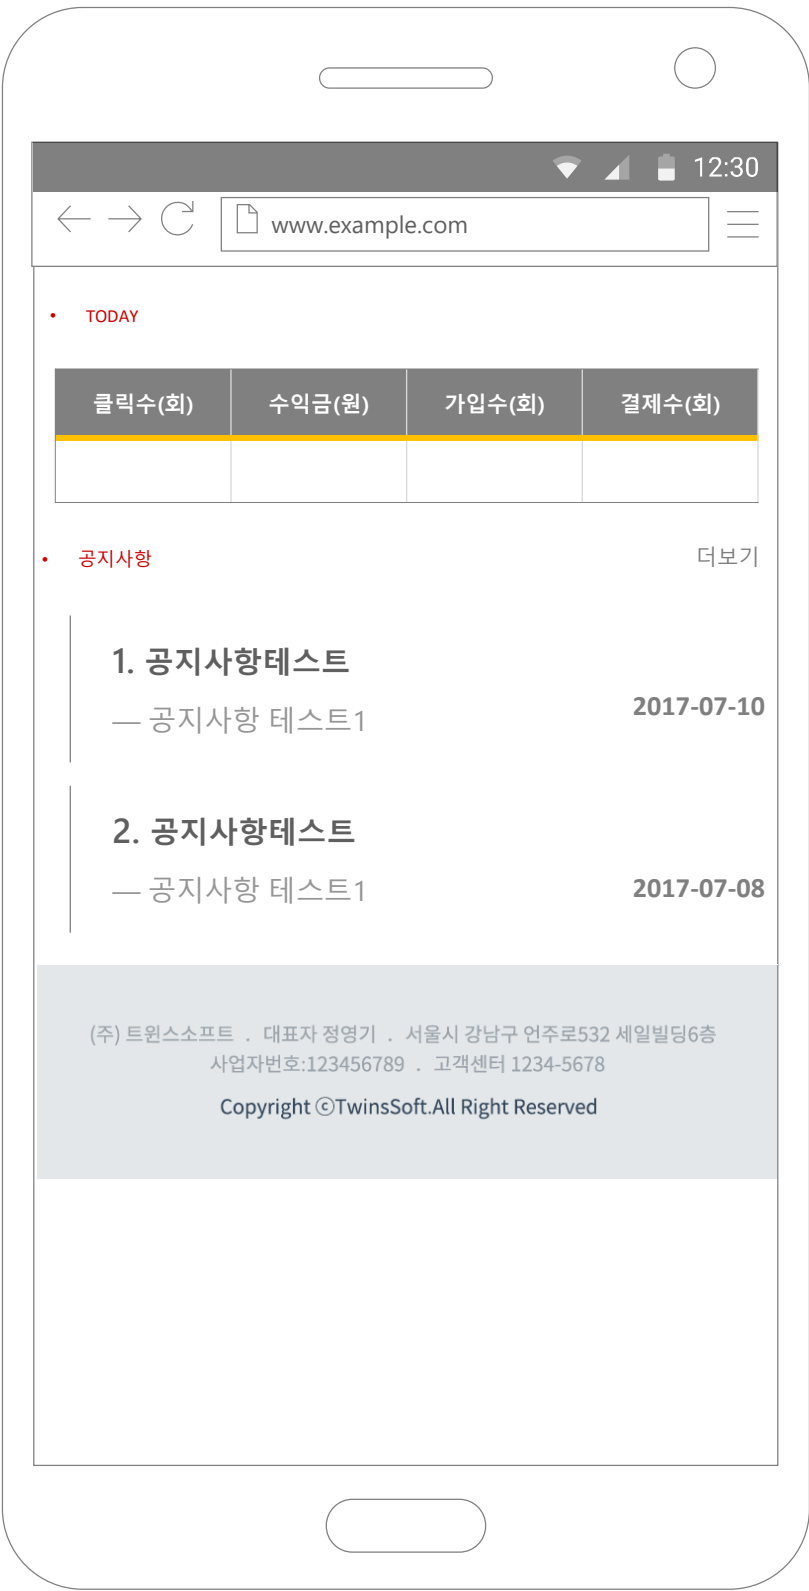 12:30
www.example.com
• TODAY
클릭수(회) 수익금(원) 가입수(회) 결제수(회)
• 공지사항 더보기
1. 공지사항테스트
— 공지사항 테스트1 2017-07-10
2. 공지사항테스트
— 공지사항 테스트1 2017-07-08
(주) 트윈스소프트 . 대표자 정영기 . 서울시 강남구 언주로532 세일빌딩6층
사업자번호:123456789 . 고객센터 1234-5678
Copyright ⓒTwinsSoft.All Right Reserved